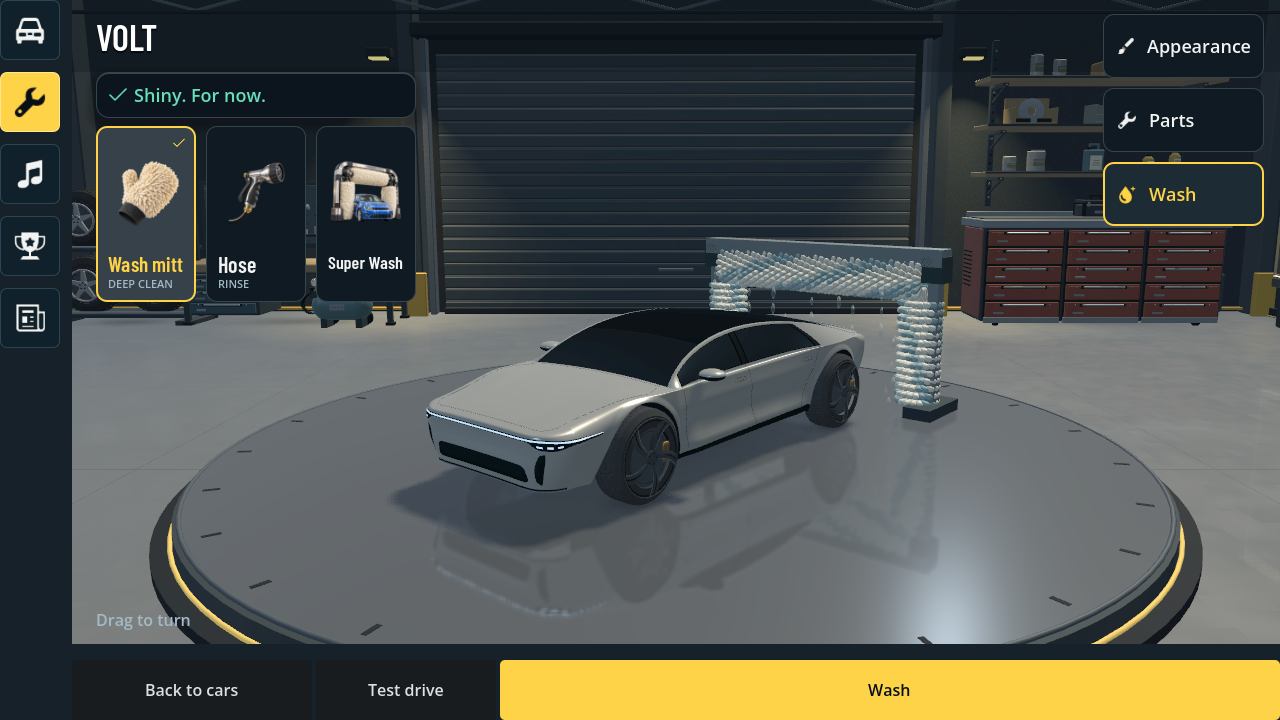 VOLT
Shiny. For now.
Wash mitt
DEEP CLEAN
Hose
RINSE
Super Wash
Appearance
Parts
Wash
Drag to turn
Back to cars
Test drive
Wash